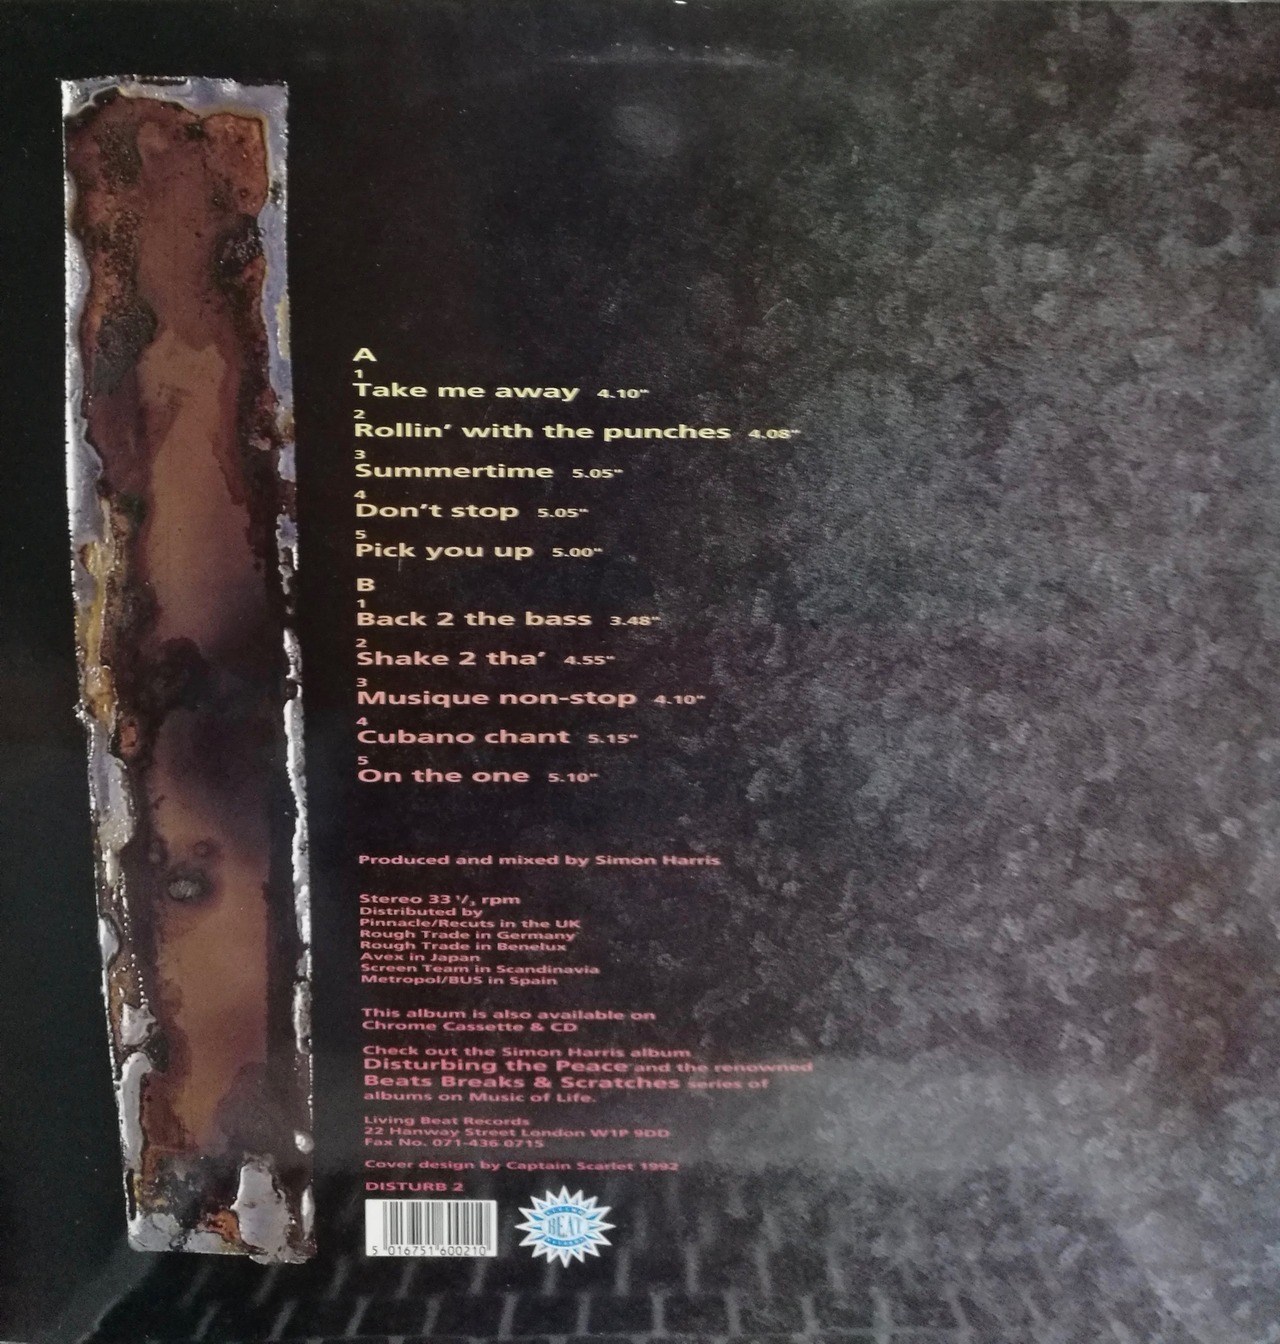 A
1
Take me away 4.10"
2
Rollin' with the punches 4.08"
3
Summertime 5.05"
4
Don't stop 5.05"
5
Pick you up 5.00"
B
1
Back 2 the bass 3.48"
2
Shake 2 tha' 4.55"
3
Musique non-stop 4.10"
4
Cubano chant 5.15"
5
On the one 5.10"
Produced and mixed by Simon Harris
Stereo 33 1/3 rpm
Distributed by
Pinnacle/Recuts in the UK
Rough Trade in Germany
Rough Trade in Benelux
Avex in Japan
Screen Team in Scandinavia
Metropol/BUS in Spain
This album is also available on
Chrome Cassette & CD
Check out the Simon Harris album
Disturbing the Peace and the renowned
Beats Breaks & Scratches series of
albums on Music of Life.
Living Beat Records
22 Hanway Street London W1P 9DD
Fax No. 071-436 0715
Cover design by Captain Scarlet 1992
DISTURB 2
5 016751 600210
LIVING
BEAT
RECORDS